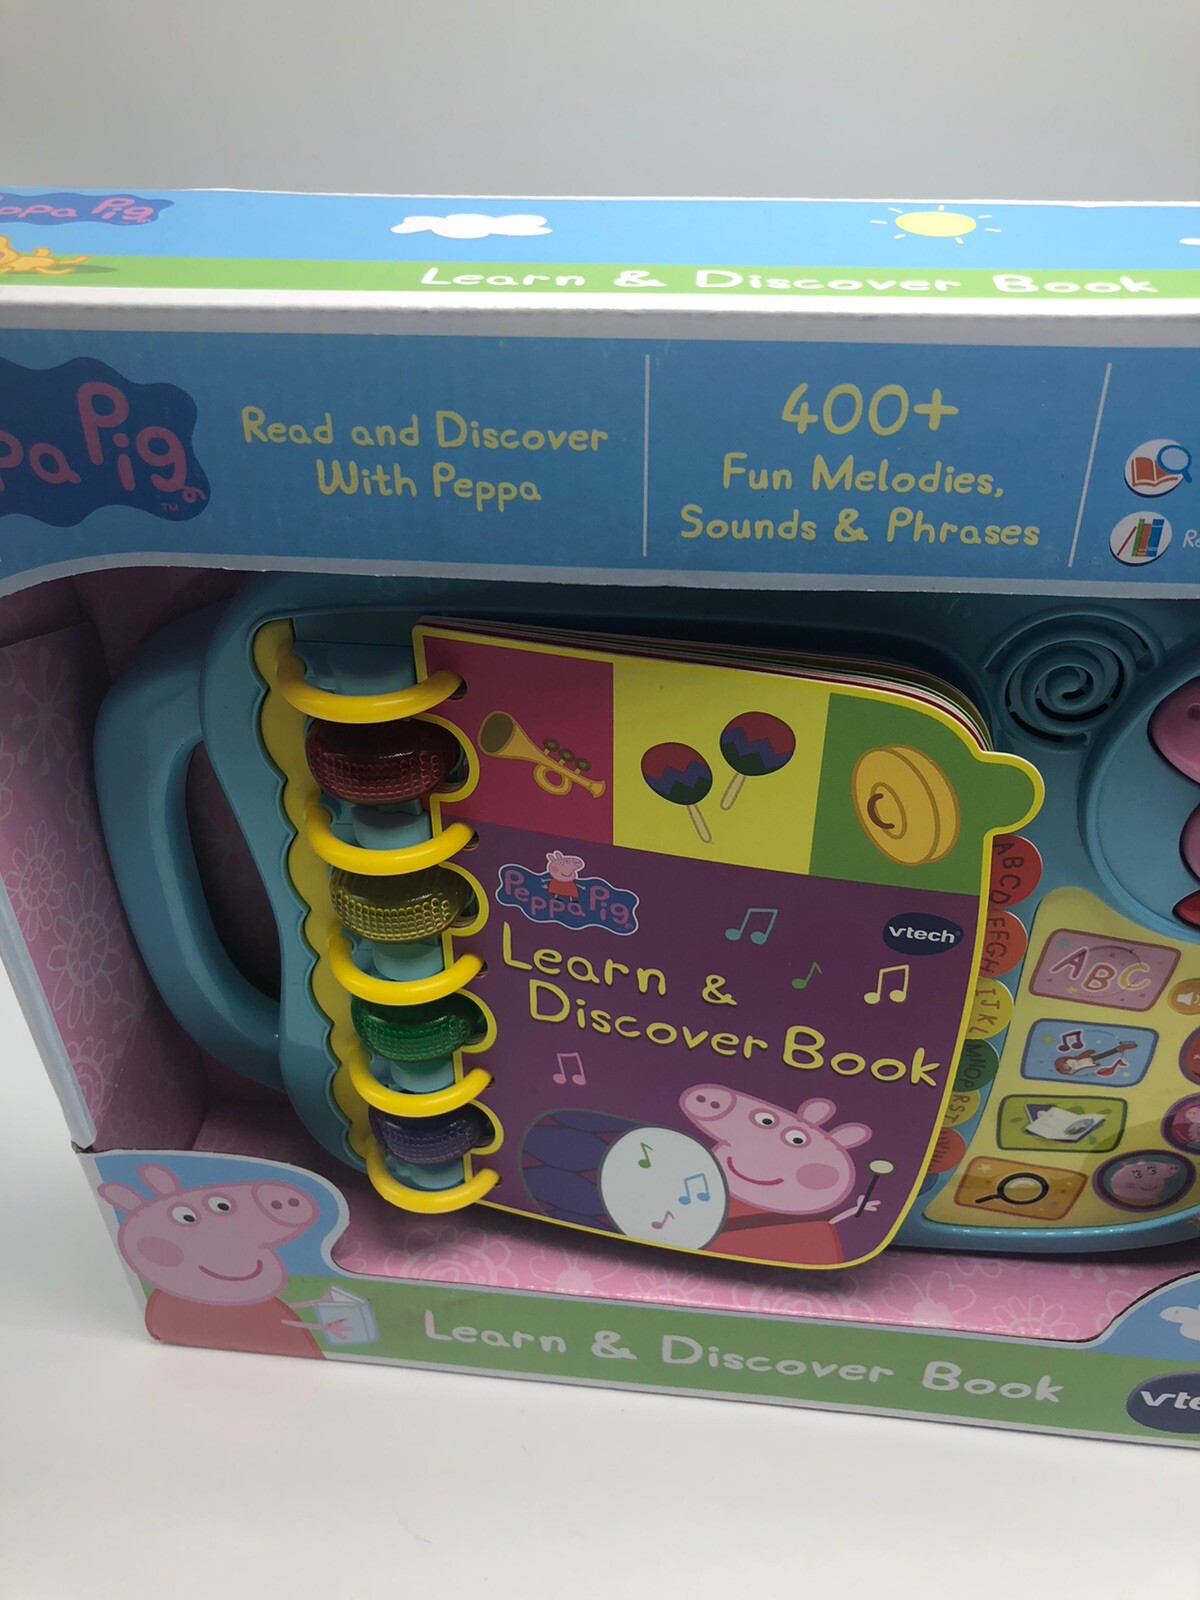 Peppa Pig
Learn & Discover Book
Peppa Pig™
Read and Discover
With Peppa
400+
Fun Melodies,
Sounds & Phrases
Peppa Pig
vtech
Learn &
Discover Book
ABCD
EFGH
IJKL
MNOP
ABC
Learn & Discover Book